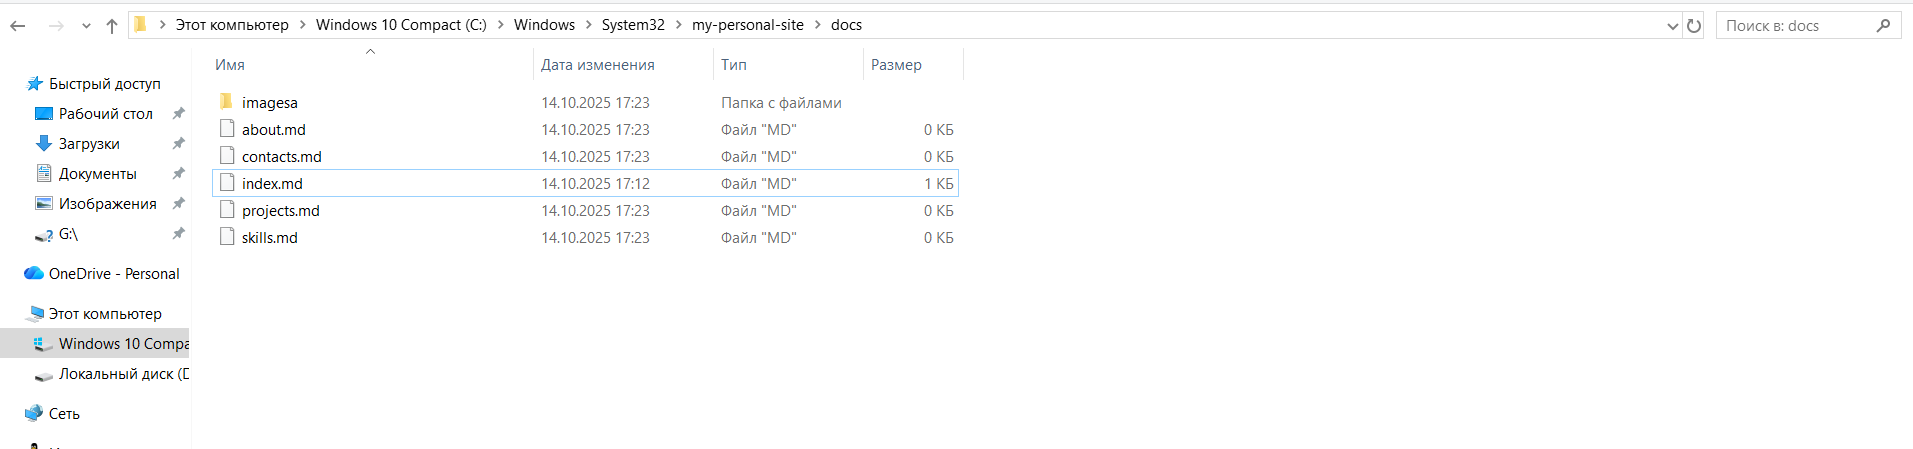 Этот компьютер > Windows 10 Compact (C:) > Windows > System32 > my-personal-site > docs
Поиск в: docs
Имя Дата изменения Тип Размер
Быстрый доступ
Рабочий стол
Загрузки
Документы
Изображения
G:\
OneDrive - Personal
Этот компьютер
Windows 10 Compa
Локальный диск (D
Сеть
imagesa 14.10.2025 17:23 Папка с файлами
about.md 14.10.2025 17:23 Файл "MD" 0 КБ
contacts.md 14.10.2025 17:23 Файл "MD" 0 КБ
index.md 14.10.2025 17:12 Файл "MD" 1 КБ
projects.md 14.10.2025 17:23 Файл "MD" 0 КБ
skills.md 14.10.2025 17:23 Файл "MD" 0 КБ